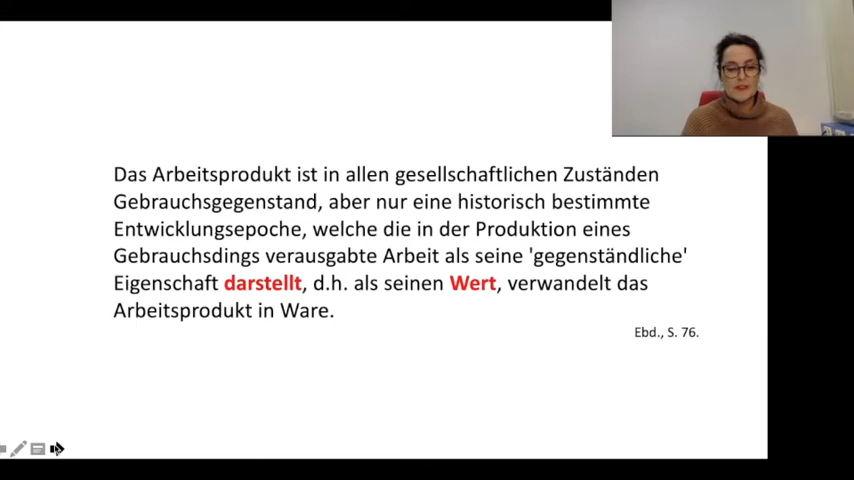 Das Arbeitsprodukt ist in allen gesellschaftlichen Zuständen
Gebrauchsgegenstand, aber nur eine historisch bestimmte
Entwicklungsepoche, welche die in der Produktion eines
Gebrauchsdings verausgabte Arbeit als seine 'gegenständliche'
Eigenschaft darstellt, d.h. als seinen Wert, verwandelt das
Arbeitsprodukt in Ware.
Ebd., S. 76.